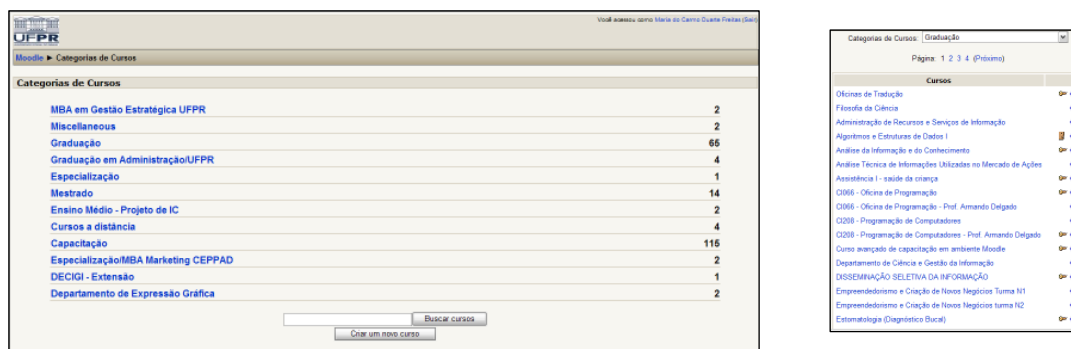 UFPR
Você acessou como Maria do Carmo Duarte Freitas (Sair)
Moodle ► Categorias de Cursos
Categorias de Cursos
MBA em Gestão Estratégica UFPR 2
Miscellaneous 2
Graduação 65
Graduação em Administração/UFPR 4
Especialização 1
Mestrado 14
Ensino Médio - Projeto de IC 2
Cursos a distância 4
Capacitação 115
Especialização/MBA Marketing CEPPAD 2
DECIGI - Extensão 1
Departamento de Expressão Gráfica 2
Buscar cursos
Criar um novo curso
Categorias de Cursos: Graduação
Página: 1 2 3 4 (Próximo)
Cursos
Oficinas de Tradução
Filosofia da Ciência
Administração de Recursos e Serviços de Informação
Algoritmos e Estruturas de Dados I
Análise da Informação e do Conhecimento
Análise Técnica de Informações Utilizadas no Mercado de Ações
Assistência I - saúde da criança
CI066 - Oficina de Programação
CI066 - Oficina de Programação - Prof. Armando Delgado
CI208 - Programação de Computadores
CI208 - Programação de Computadores - Prof. Armando Delgado
Curso avançado de capacitação em ambiente Moodle
Departamento de Ciência e Gestão da Informação
DISSEMINAÇÃO SELETIVA DA INFORMAÇÃO
Empreendedorismo e Criação de Novos Negócios Turma N1
Empreendedorismo e Criação de Novos Negócios turma N2
Estomatologia (Diagnóstico Bucal)